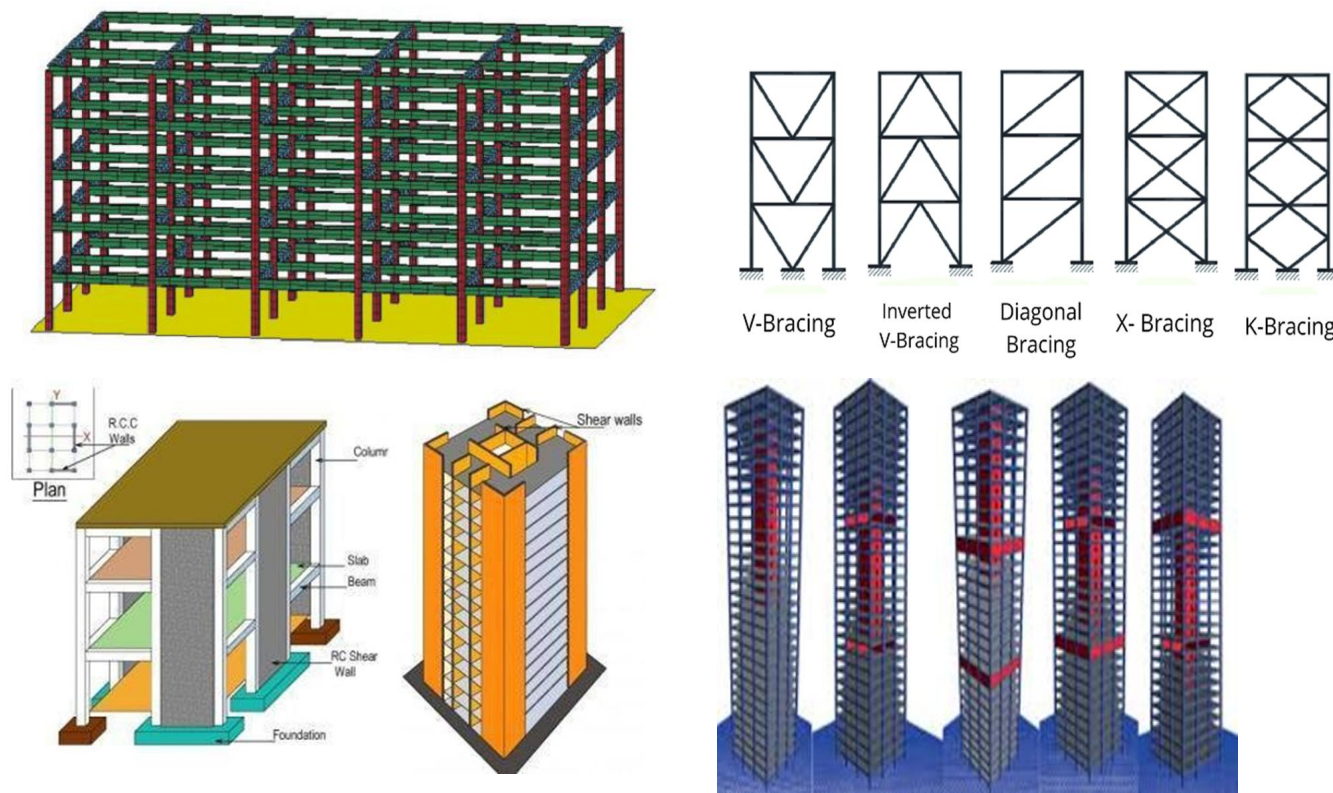 V-Bracing
Inverted
V-Bracing
Diagonal
Bracing
X- Bracing
K-Bracing
Y
R.C.C
Walls
X
Plan
Columr
Slab
Beam
RC Shear
Wall
Foundation
Shear walls